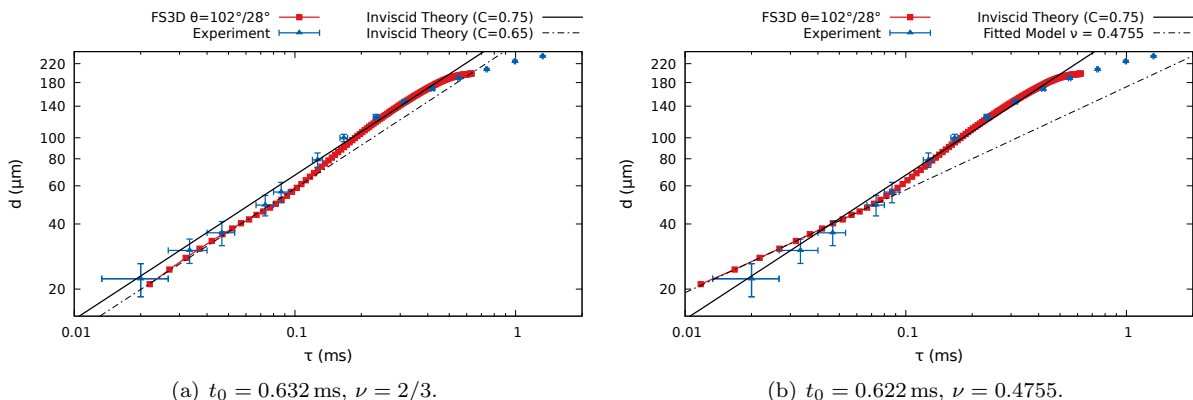 FS3D θ=102°/28°
Experiment
Inviscid Theory (C=0.75)
Inviscid Theory (C=0.65)
d (μm)
220
180
140
100
80
60
40
20
0.01
0.1
1
τ (ms)
(a) t₀ = 0.632 ms, ν = 2/3.
FS3D θ=102°/28°
Experiment
Inviscid Theory (C=0.75)
Fitted Model ν = 0.4755
d (μm)
220
180
140
100
80
60
40
20
0.01
0.1
1
τ (ms)
(b) t₀ = 0.622 ms, ν = 0.4755.